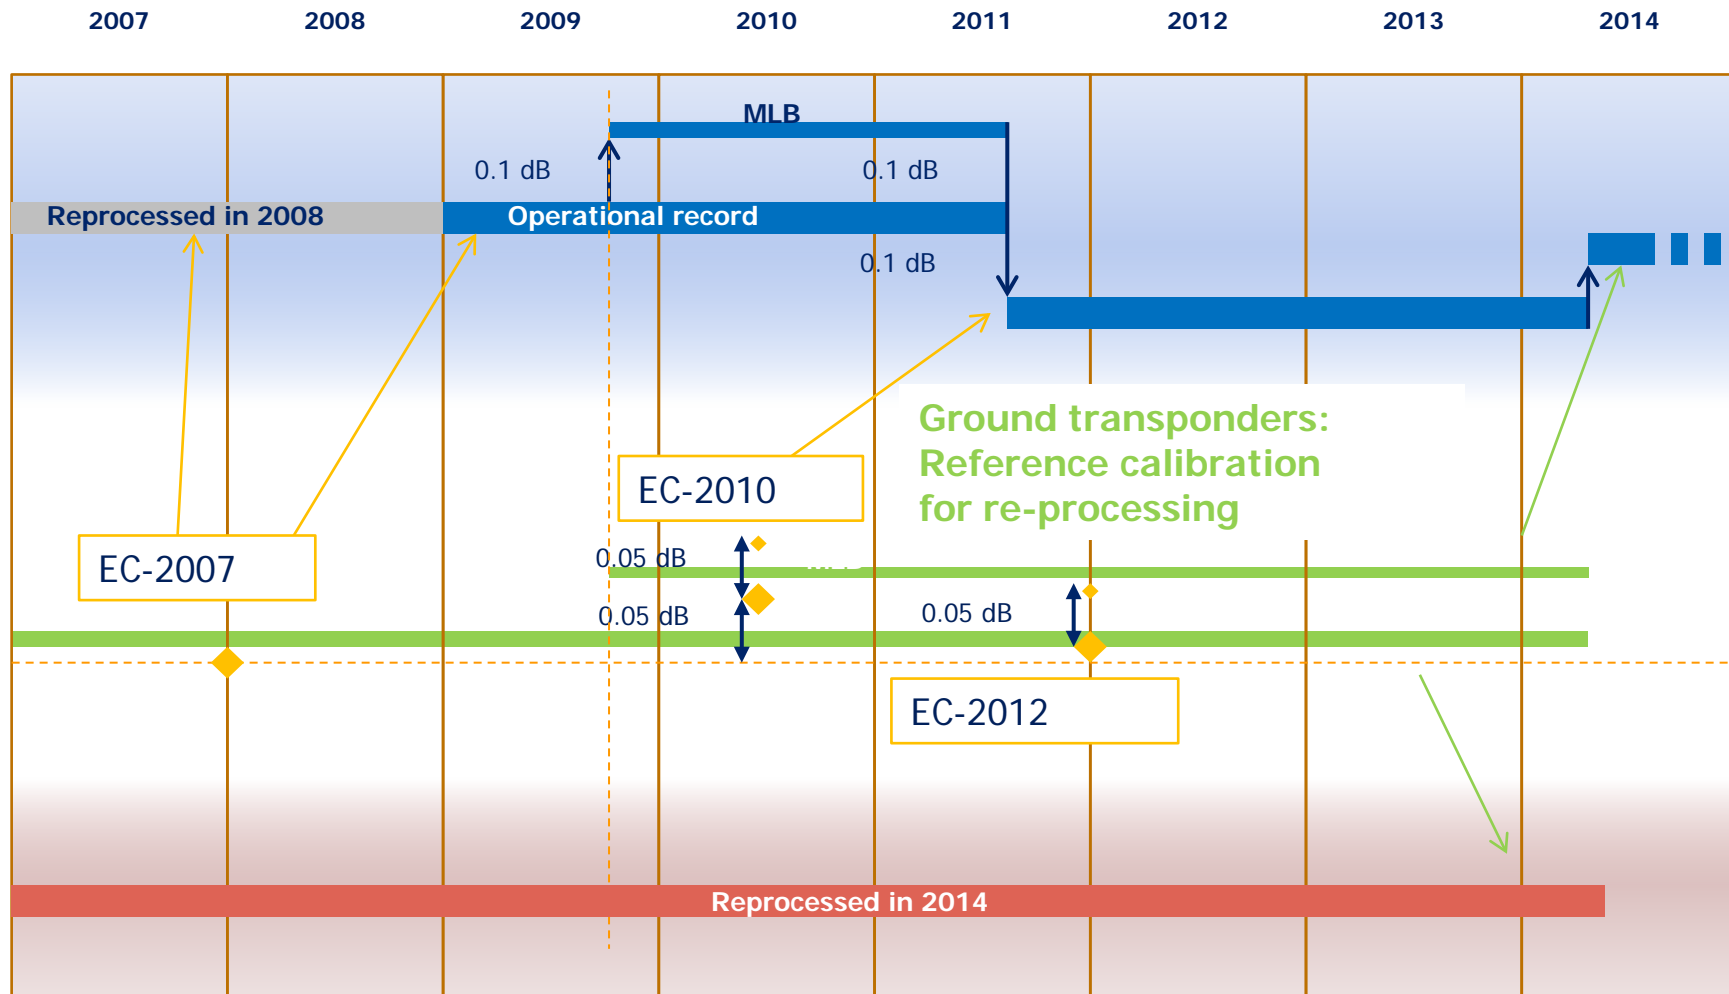 2007 2008 2009 2010 2011 2012 2013 2014
MLB
0.1 dB 0.1 dB
Reprocessed in 2008 Operational record
0.1 dB
Ground transponders:
Reference calibration
for re-processing
EC-2010
EC-2007
0.05 dB
MLB
0.05 dB 0.05 dB
EC-2012
Reprocessed in 2014